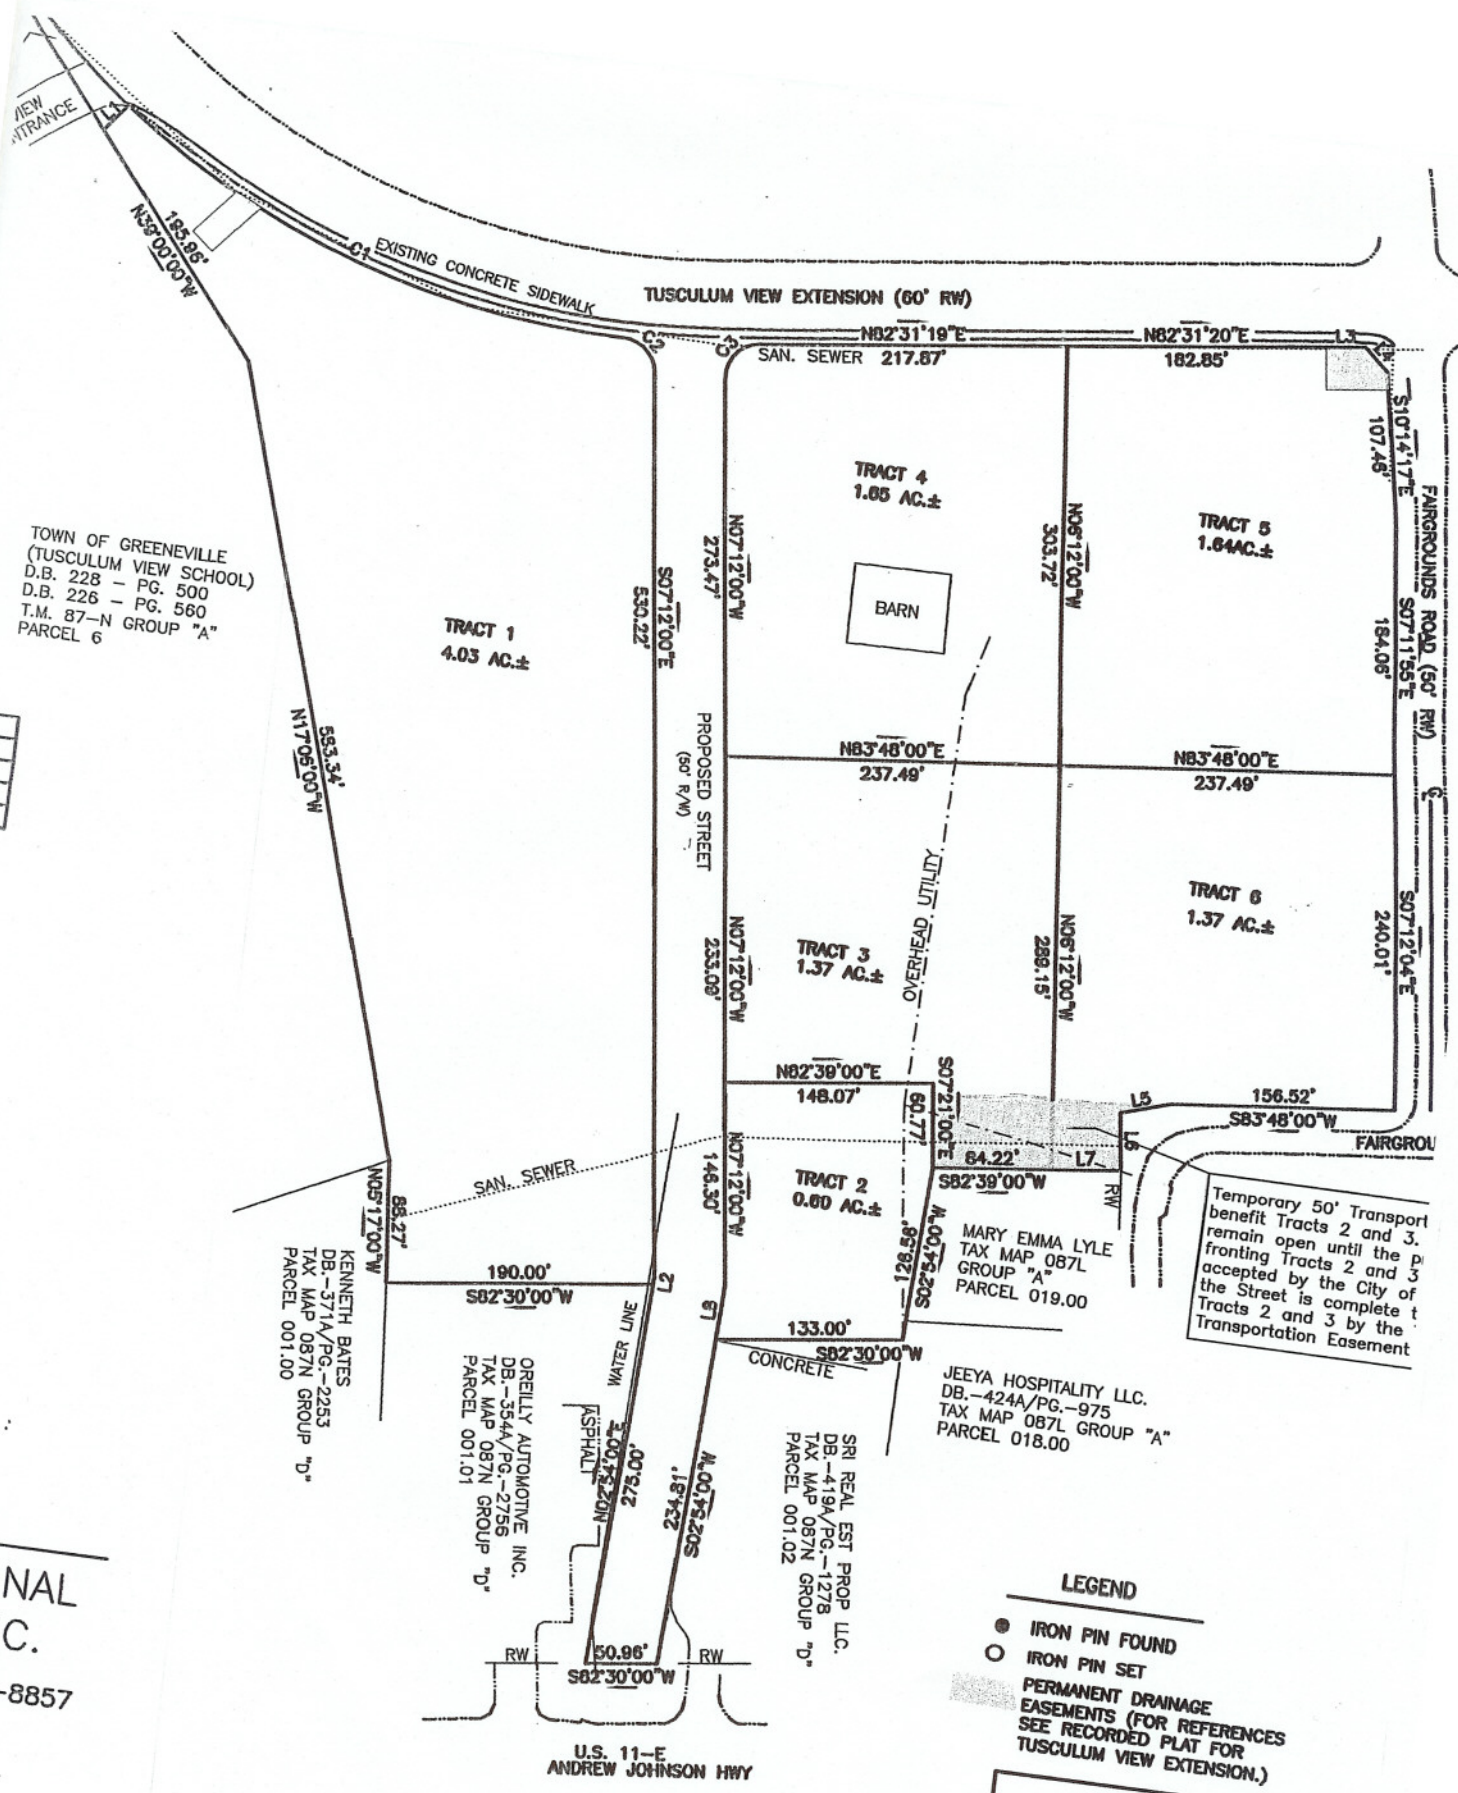 VIEW
NTRANCE
L1
195.96'
N39°00'00"W
C1
EXISTING CONCRETE SIDEWALK
TUSCULUM VIEW EXTENSION (60' RW)
C2
C3
N82°31'19"E
SAN. SEWER 217.87'
N82°31'20"E
182.85'
L3
S10°14'17"E
107.46'
TRACT 4
1.65 AC.±
TRACT 5
1.64AC.±
BARN
N07°12'00"W
273.47'
S07°12'00"E
530.22'
N06°12'00"W
303.72'
FAIRGROUNDS ROAD (50' RW)
S07°11'55"E
184.06'
TOWN OF GREENEVILLE
(TUSCULUM VIEW SCHOOL)
D.B. 228 – PG. 500
D.B. 226 – PG. 560
T.M. 87–N GROUP "A"
PARCEL 6
TRACT 1
4.03 AC.±
593.34'
N17°06'00"W
PROPOSED STREET
(50' R/W)
N83°48'00"E
237.49'
N83°48'00"E
237.49'
OVERHEAD UTILITY
TRACT 3
1.37 AC.±
TRACT 6
1.37 AC.±
N07°12'00"W
233.09'
N06°12'00"W
289.15'
S07°12'04"E
240.01'
N82°39'00"E
148.07'
S07°21'00"E
60.77'
L5
156.52'
S83°48'00"W
L6
FAIRGROU
64.22'
L7
S82°39'00"W
RW
SAN. SEWER
N07°12'00"W
146.30'
TRACT 2
0.60 AC.±
88.27'
N05°17'00"W
190.00'
S82°30'00"W
L2
L8
128.58'
S02°54'00"W
133.00'
S82°30'00"W
CONCRETE
MARY EMMA LYLE
TAX MAP 087L
GROUP "A"
PARCEL 019.00
Temporary 50' Transport
benefit Tracts 2 and 3.
remain open until the p
fronting Tracts 2 and 3
accepted by the City of
the Street is complete t
Tracts 2 and 3 by the
Transportation Easement
KENNETH BATES
DB.–371A/PG.–2253
TAX MAP 087N GROUP "D"
PARCEL 001.00
OREILLY AUTOMOTIVE INC.
DB.–354A/PG.–2756
TAX MAP 087N GROUP "D"
PARCEL 001.01
WATER LINE
ASPHALT
N02°54'00"E
275.00'
234.81'
S02°54'00"W
JEEYA HOSPITALITY LLC.
DB.–424A/PG.–975
TAX MAP 087L GROUP "A"
PARCEL 018.00
SRI REAL EST PROP LLC.
DB.–419A/PG.–1278
TAX MAP 087N GROUP "D"
PARCEL 001.02
RW
50.96'
RW
S82°30'00"W
U.S. 11–E
ANDREW JOHNSON HWY
NAL
C.
-8857
LEGEND
IRON PIN FOUND
IRON PIN SET
PERMANENT DRAINAGE
EASEMENTS (FOR REFERENCES
SEE RECORDED PLAT FOR
TUSCULUM VIEW EXTENSION.)